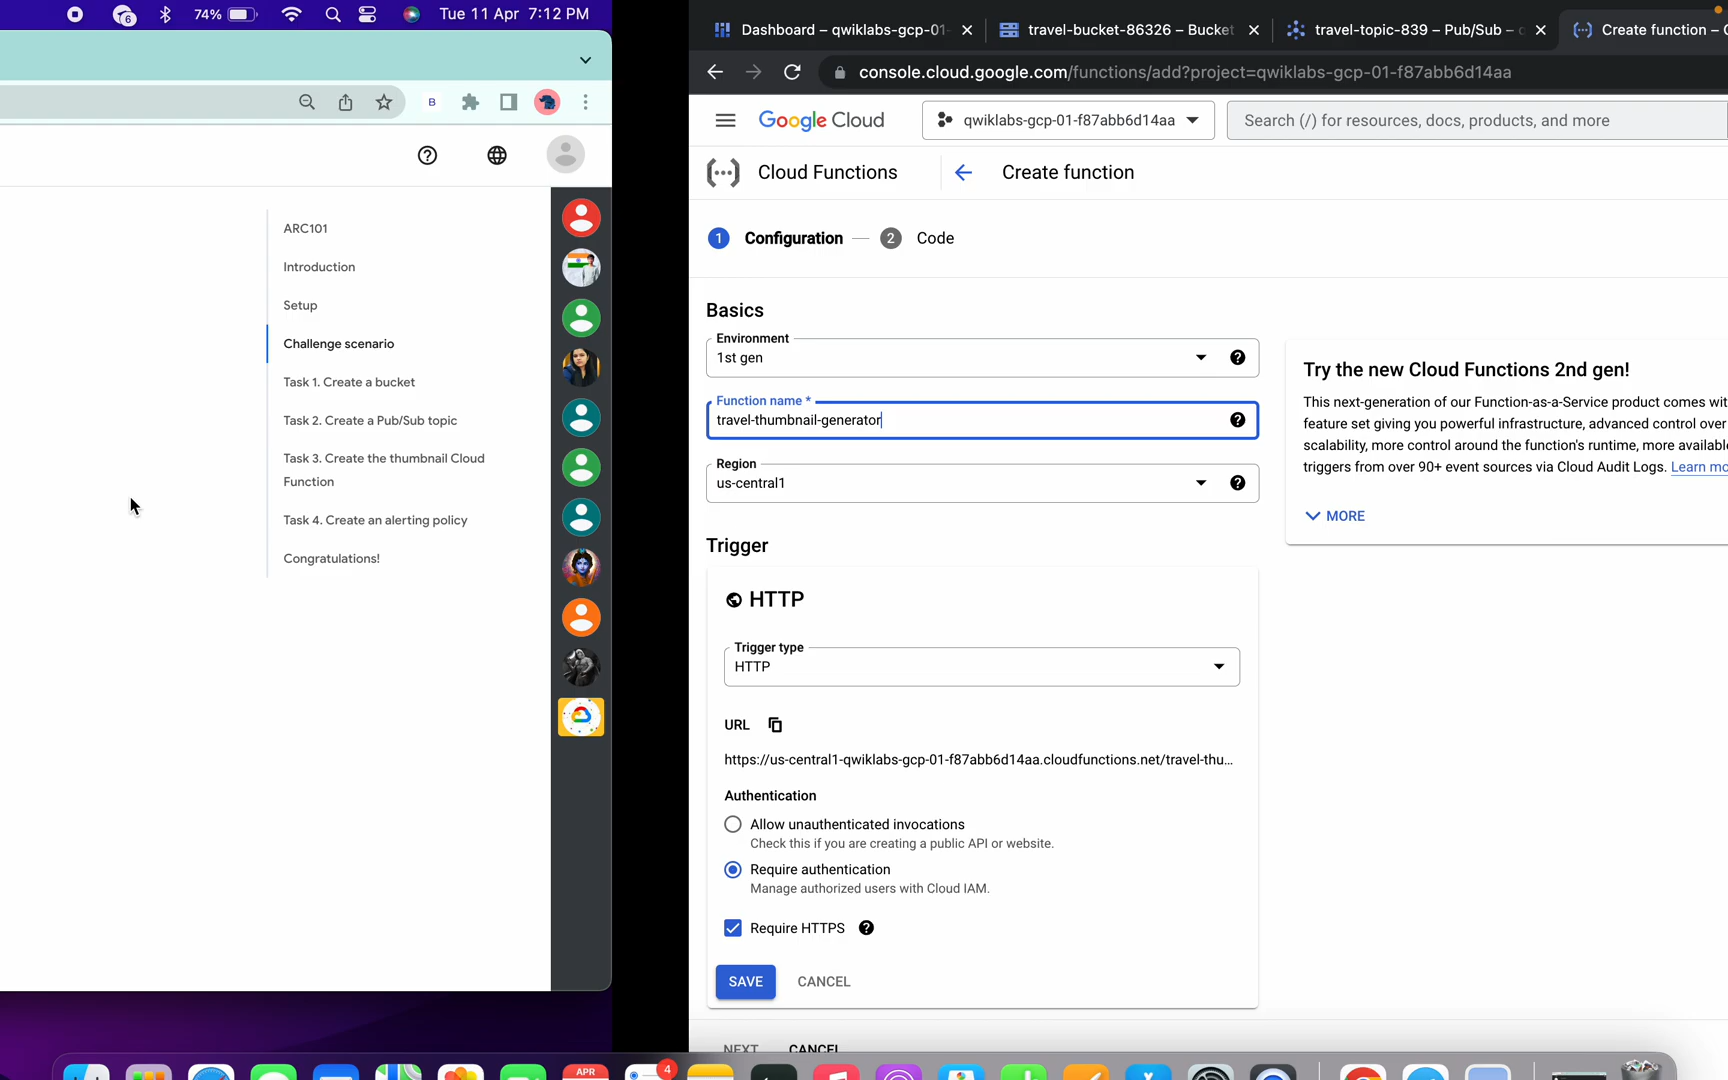 6
74%
Tue 11 Apr 7:12 PM
B
ARC101
Introduction
Setup
Challenge scenario
Task 1. Create a bucket
Task 2. Create a Pub/Sub topic
Task 3. Create the thumbnail Cloud
Function
Task 4. Create an alerting policy
Congratulations!
Dashboard – qwiklabs-gcp-01-
travel-bucket-86326 – Bucket
travel-topic-839 – Pub/Sub –
Create function –
console.cloud.google.com/functions/add?project=qwiklabs-gcp-01-f87abb6d14aa
Google Cloud
qwiklabs-gcp-01-f87abb6d14aa
Search (/) for resources, docs, products, and more
Cloud Functions
Create function
1 Configuration — 2 Code
Basics
Environment
1st gen
Function name *
travel-thumbnail-generator
Region
us-central1
Trigger
HTTP
Trigger type
HTTP
URL
https://us-central1-qwiklabs-gcp-01-f87abb6d14aa.cloudfunctions.net/travel-thu...
Authentication
Allow unauthenticated invocations
Check this if you are creating a public API or website.
Require authentication
Manage authorized users with Cloud IAM.
Require HTTPS
SAVE CANCEL
NEXT CANCEL
Try the new Cloud Functions 2nd gen!
This next-generation of our Function-as-a-Service product comes wit
feature set giving you powerful infrastructure, advanced control over
scalability, more control around the function's runtime, more available
triggers from over 90+ event sources via Cloud Audit Logs. Learn mo
MORE
APR
4